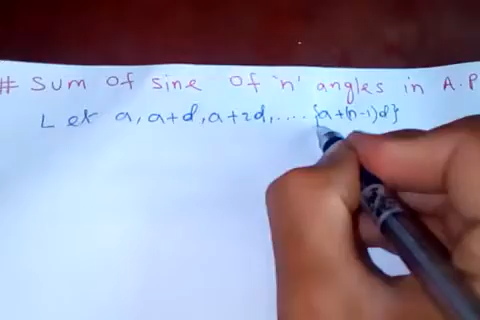 # Sum of sine of 'n' angles in A.P
Let a, a+d, a+2d, .... {a+(n-1)d}